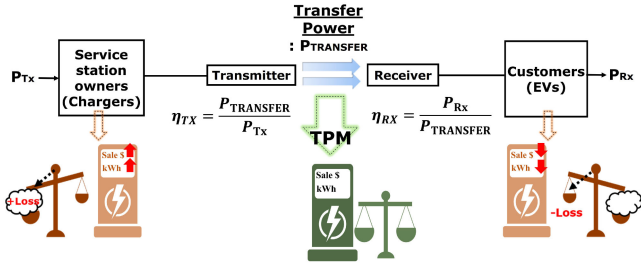 Transfer
Power
: PTRANSFER
Service
station
owners
(Chargers)
PTx
Transmitter
Receiver
Customers
(EVs)
PRx
ηTX = PTRANSFER / PTx
ηRX = PRx / PTRANSFER
TPM
Sale $
kWh
+Loss
Sale $
kWh
Sale $
kWh
-Loss